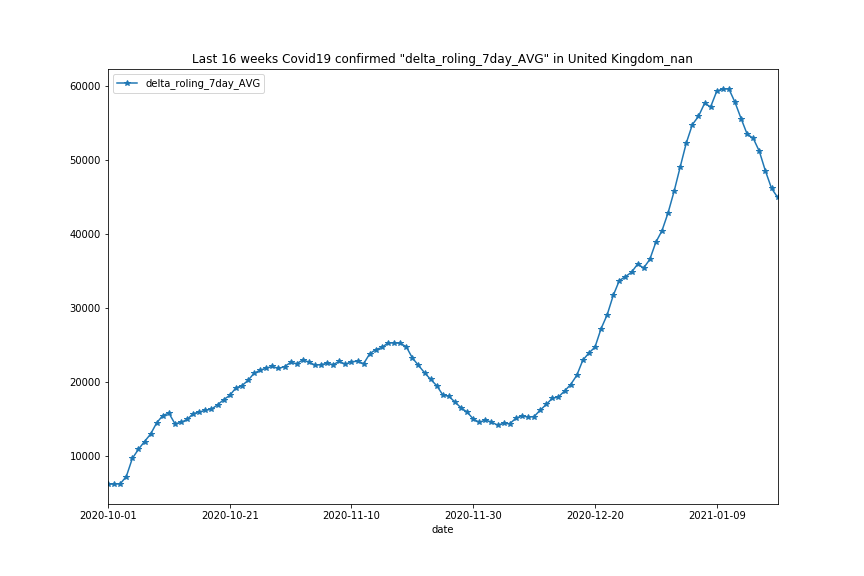 Last 16 weeks Covid19 confirmed "delta_roling_7day_AVG" in United Kingdom_nan
delta_roling_7day_AVG
60000
50000
40000
30000
20000
10000
2020-10-01 2020-10-21 2020-11-10 2020-11-30 2020-12-20 2021-01-09
date